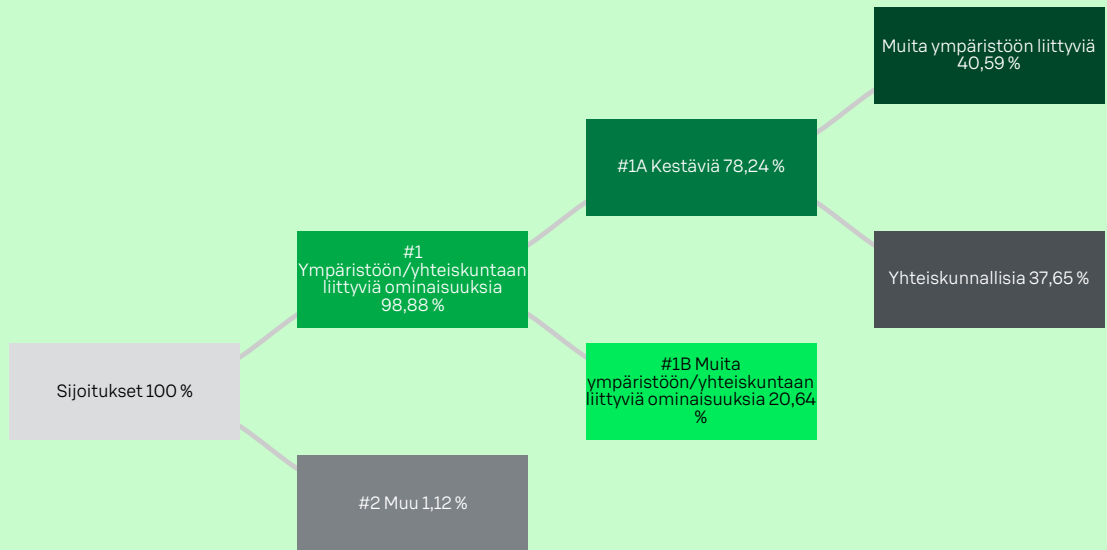 Muita ympäristöön liittyviä
40,59 %
#1A Kestäviä 78,24 %
#1
Ympäristöön/yhteiskuntaan
liittyviä ominaisuuksia
98,88 %
Yhteiskunnallisia 37,65 %
Sijoitukset 100 %
#1B Muita
ympäristöön/yhteiskuntaan
liittyviä ominaisuuksia 20,64
%
#2 Muu 1,12 %